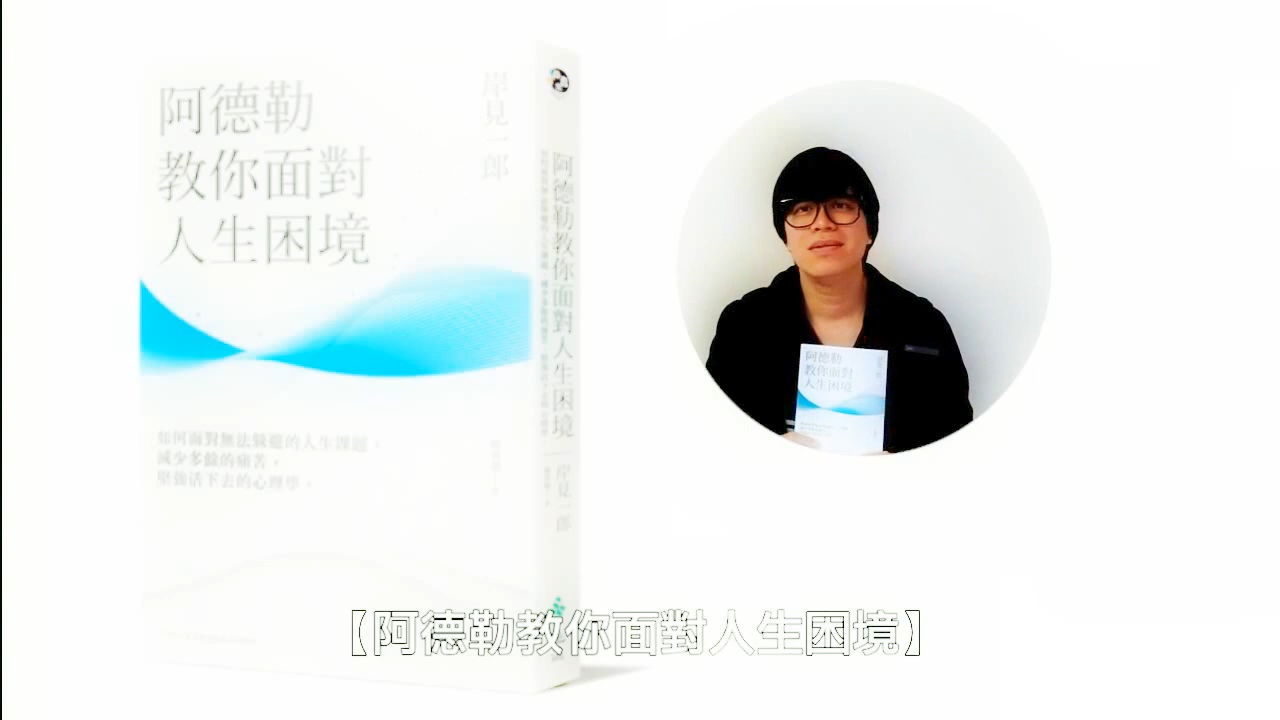 阿德勒
教你面對
人生困境
岸見一郎
如何面對無法躲避的人生課題，
減少多餘的痛苦，
堅強活下去的心理學。
阿德勒教你面對人生困境
岸見一郎
阿德勒
教你面對
人生困境
【阿德勒教你面對人生困境】